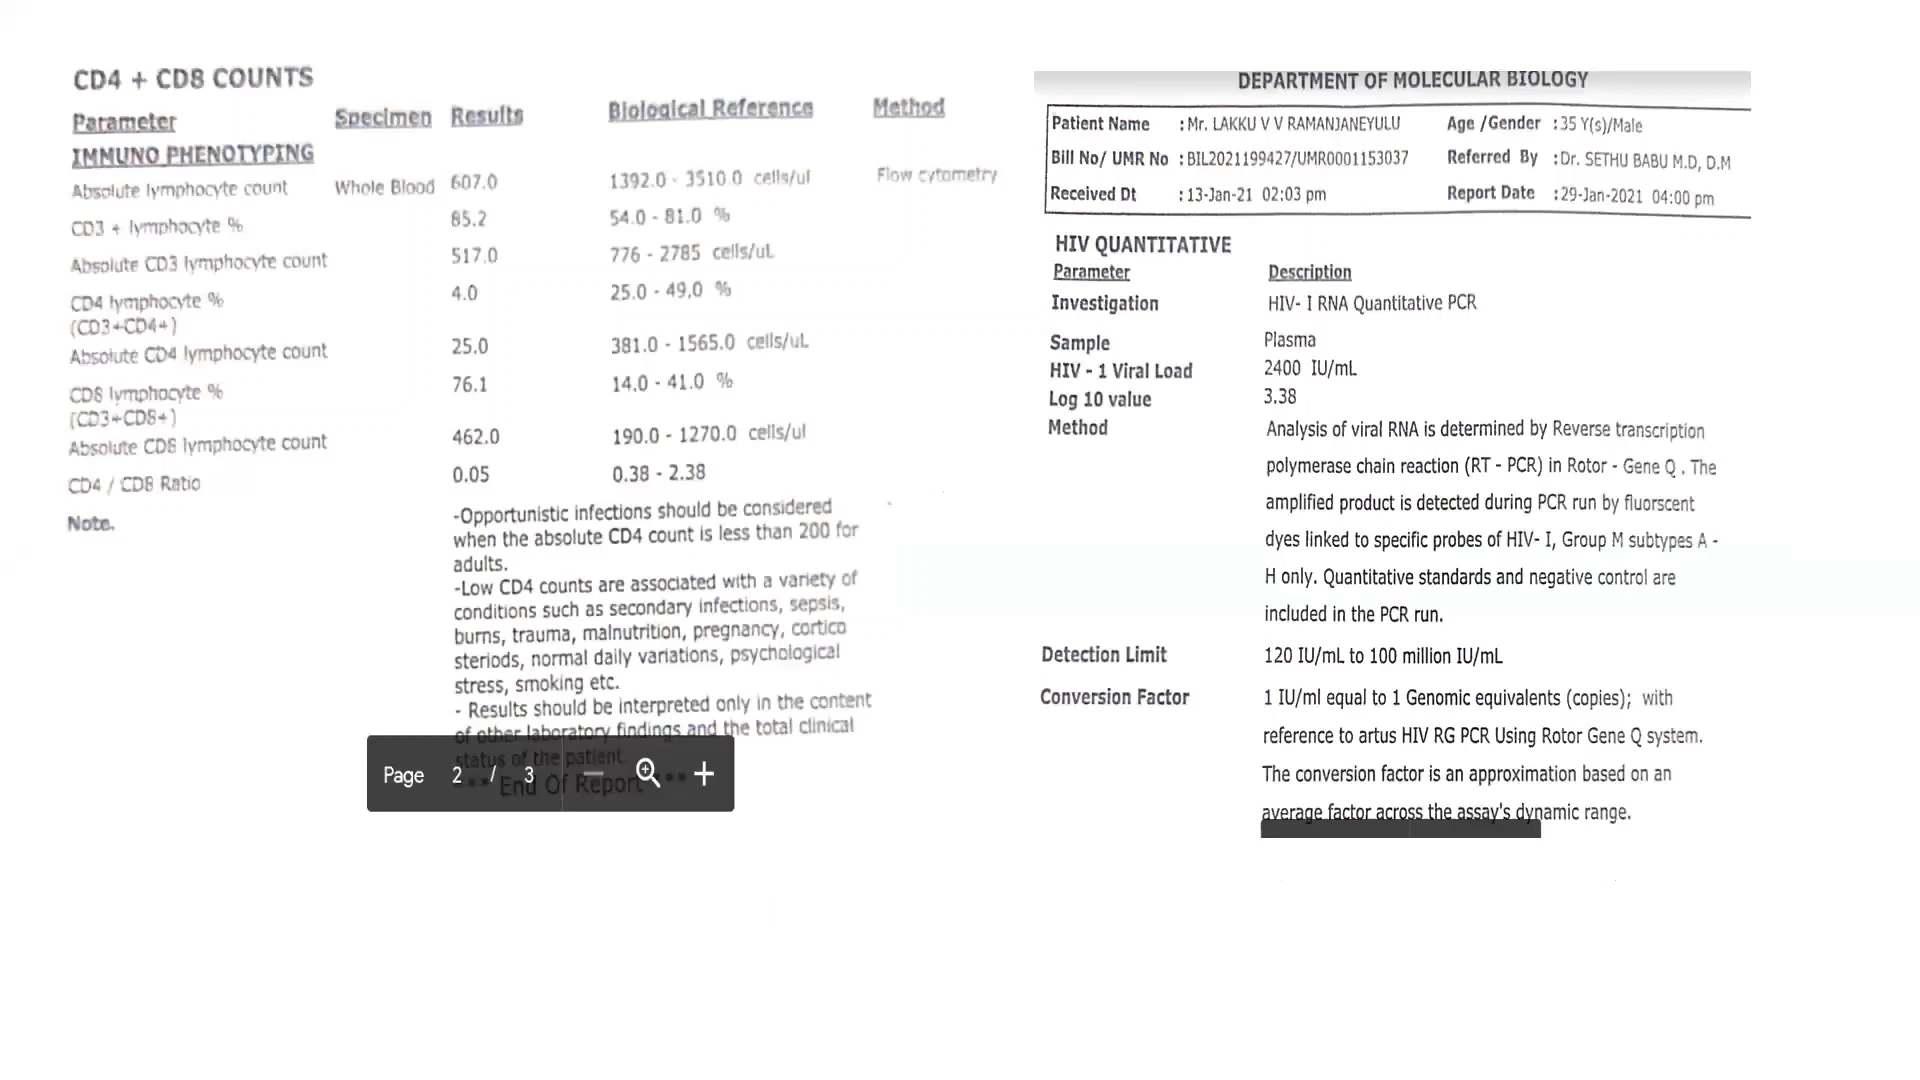 CD4 + CD8 COUNTS
Parameter Specimen Results Biological Reference Method
IMMUNO PHENOTYPING
Absolute lymphocyte count Whole Blood 607.0 1392.0 - 3510.0 cells/ul Flow cytometry
CD3 + lymphocyte % 85.2 54.0 - 81.0 %
Absolute CD3 lymphocyte count 517.0 776 - 2785 cells/uL
CD4 lymphocyte % 4.0 25.0 - 49.0 %
(CD3+CD4+)
Absolute CD4 lymphocyte count 25.0 381.0 - 1565.0 cells/uL
CD8 lymphocyte % 76.1 14.0 - 41.0 %
(CD3+CD8+)
Absolute CD8 lymphocyte count 462.0 190.0 - 1270.0 cells/ul
CD4 / CD8 Ratio 0.05 0.38 - 2.38
Note.
-Opportunistic infections should be considered
when the absolute CD4 count is less than 200 for
adults.
-Low CD4 counts are associated with a variety of
conditions such as secondary infections, sepsis,
burns, trauma, malnutrition, pregnancy, cortico
steriods, normal daily variations, psychological
stress, smoking etc.
- Results should be interpreted only in the content
of other laboratory findings and the total clinical
status of the patient.
*** End Of Report ***
Page 2 / 3
DEPARTMENT OF MOLECULAR BIOLOGY
Patient Name : Mr. LAKKU V V RAMANJANEYULU Age /Gender : 35 Y(s)/Male
Bill No/ UMR No : BIL2021199427/UMR0001153037 Referred By : Dr. SETHU BABU M.D, D.M
Received Dt : 13-Jan-21 02:03 pm Report Date : 29-Jan-2021 04:00 pm
HIV QUANTITATIVE
Parameter Description
Investigation HIV- I RNA Quantitative PCR
Sample Plasma
HIV - 1 Viral Load 2400 IU/mL
Log 10 value 3.38
Method Analysis of viral RNA is determined by Reverse transcription
polymerase chain reaction (RT - PCR) in Rotor - Gene Q . The
amplified product is detected during PCR run by fluorscent
dyes linked to specific probes of HIV- I, Group M subtypes A -
H only. Quantitative standards and negative control are
included in the PCR run.
Detection Limit 120 IU/mL to 100 million IU/mL
Conversion Factor 1 IU/ml equal to 1 Genomic equivalents (copies); with
reference to artus HIV RG PCR Using Rotor Gene Q system.
The conversion factor is an approximation based on an
average factor across the assay's dynamic range.